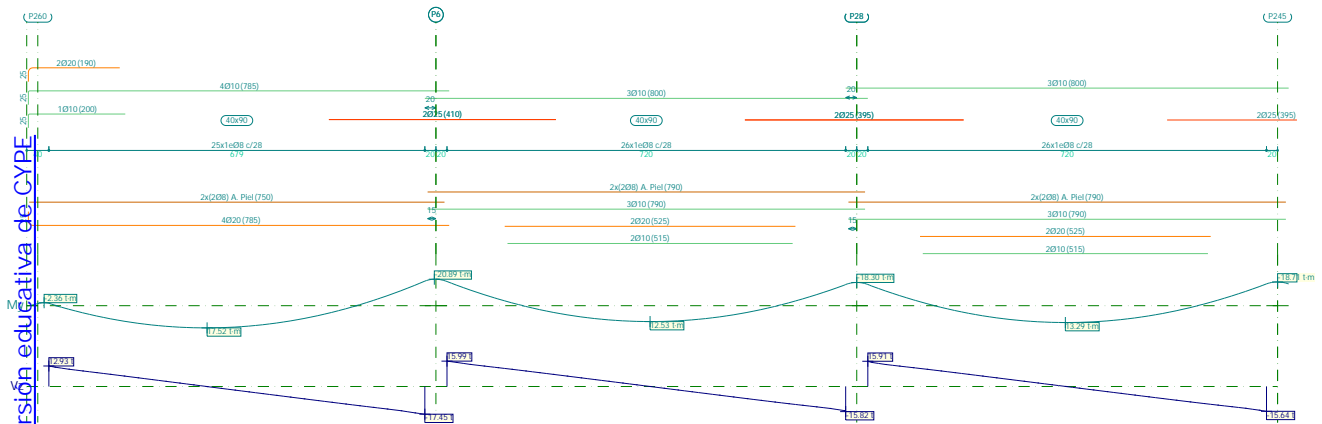 P260 P6 P28 P245
2Ø20(190)
25
4Ø10(785) 3Ø10(800) 3Ø10(800)
25 20 20
1Ø10(200) 2Ø25(410) 2Ø25(395) 2Ø25(395)
25 40x90 40x90 40x90
25x1eØ8 c/28 26x1eØ8 c/28 26x1eØ8 c/28
679 20 20 720 20 20 720 20
2x(2Ø8) A. Piel(790)
2x(2Ø8) A. Piel(750) 2x(2Ø8) A. Piel(790)
3Ø10(790)
15 3Ø10(790)
4Ø20(785) 2Ø20(525)
15 2Ø20(525)
2Ø10(515)
2Ø10(515)
-20.89 t·m -18.30 t·m -18.71 t·m
-2.36 t·m
17.52 t·m 12.53 t·m 13.29 t·m
12.93 t 15.99 t 15.91 t
-17.45 t -15.82 t -15.64 t
rsión educativa de CYPE